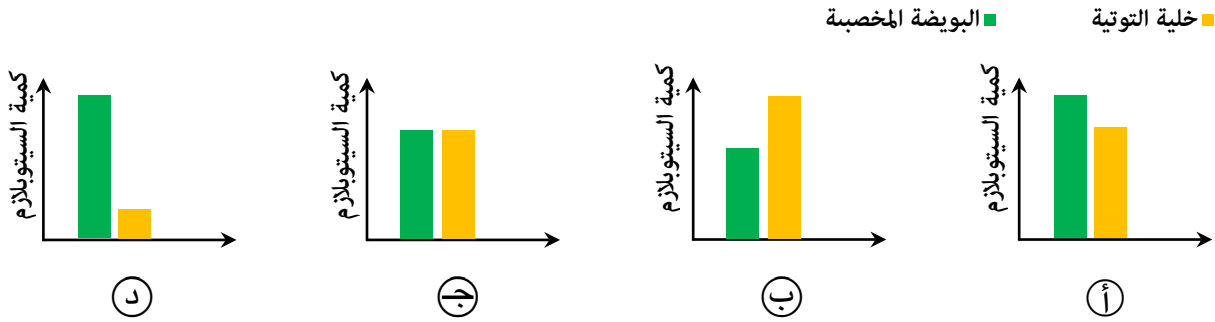 خلية التوتية
البويضة المخصبة
كمية السيتوبلازم
كمية السيتوبلازم
كمية السيتوبلازم
كمية السيتوبلازم
أ
ب
جـ
د